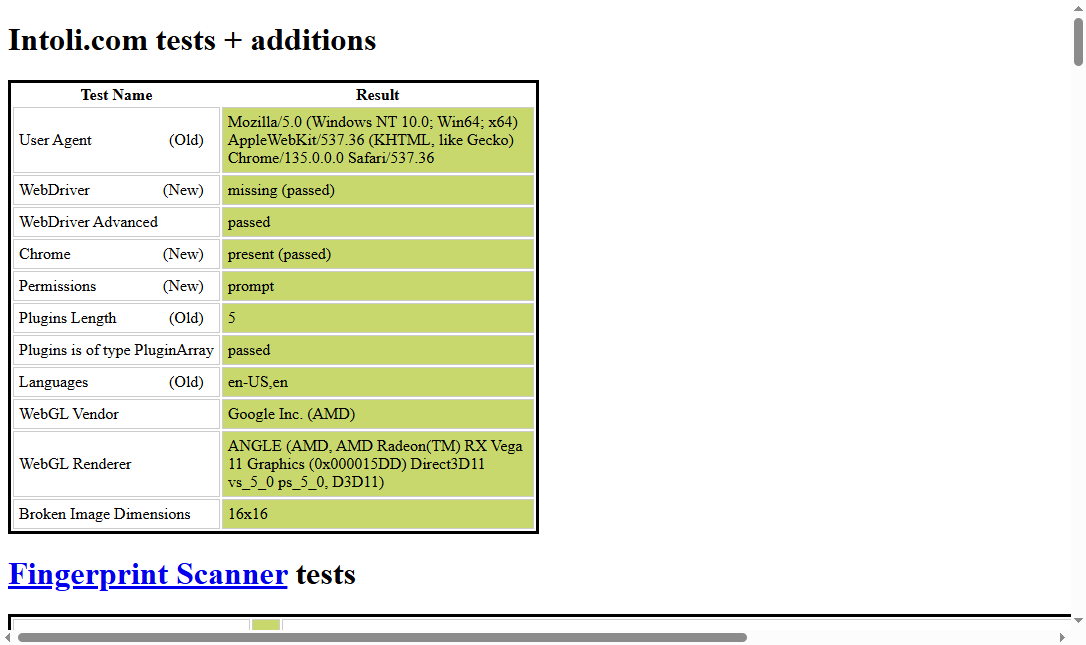 Intoli.com tests + additions
Test Name Result
User Agent (Old) Mozilla/5.0 (Windows NT 10.0; Win64; x64)
AppleWebKit/537.36 (KHTML, like Gecko)
Chrome/135.0.0.0 Safari/537.36
WebDriver (New) missing (passed)
WebDriver Advanced passed
Chrome (New) present (passed)
Permissions (New) prompt
Plugins Length (Old) 5
Plugins is of type PluginArray passed
Languages (Old) en-US,en
WebGL Vendor Google Inc. (AMD)
WebGL Renderer ANGLE (AMD, AMD Radeon(TM) RX Vega
11 Graphics (0x000015DD) Direct3D11
vs_5_0 ps_5_0, D3D11)
Broken Image Dimensions 16x16
Fingerprint Scanner tests